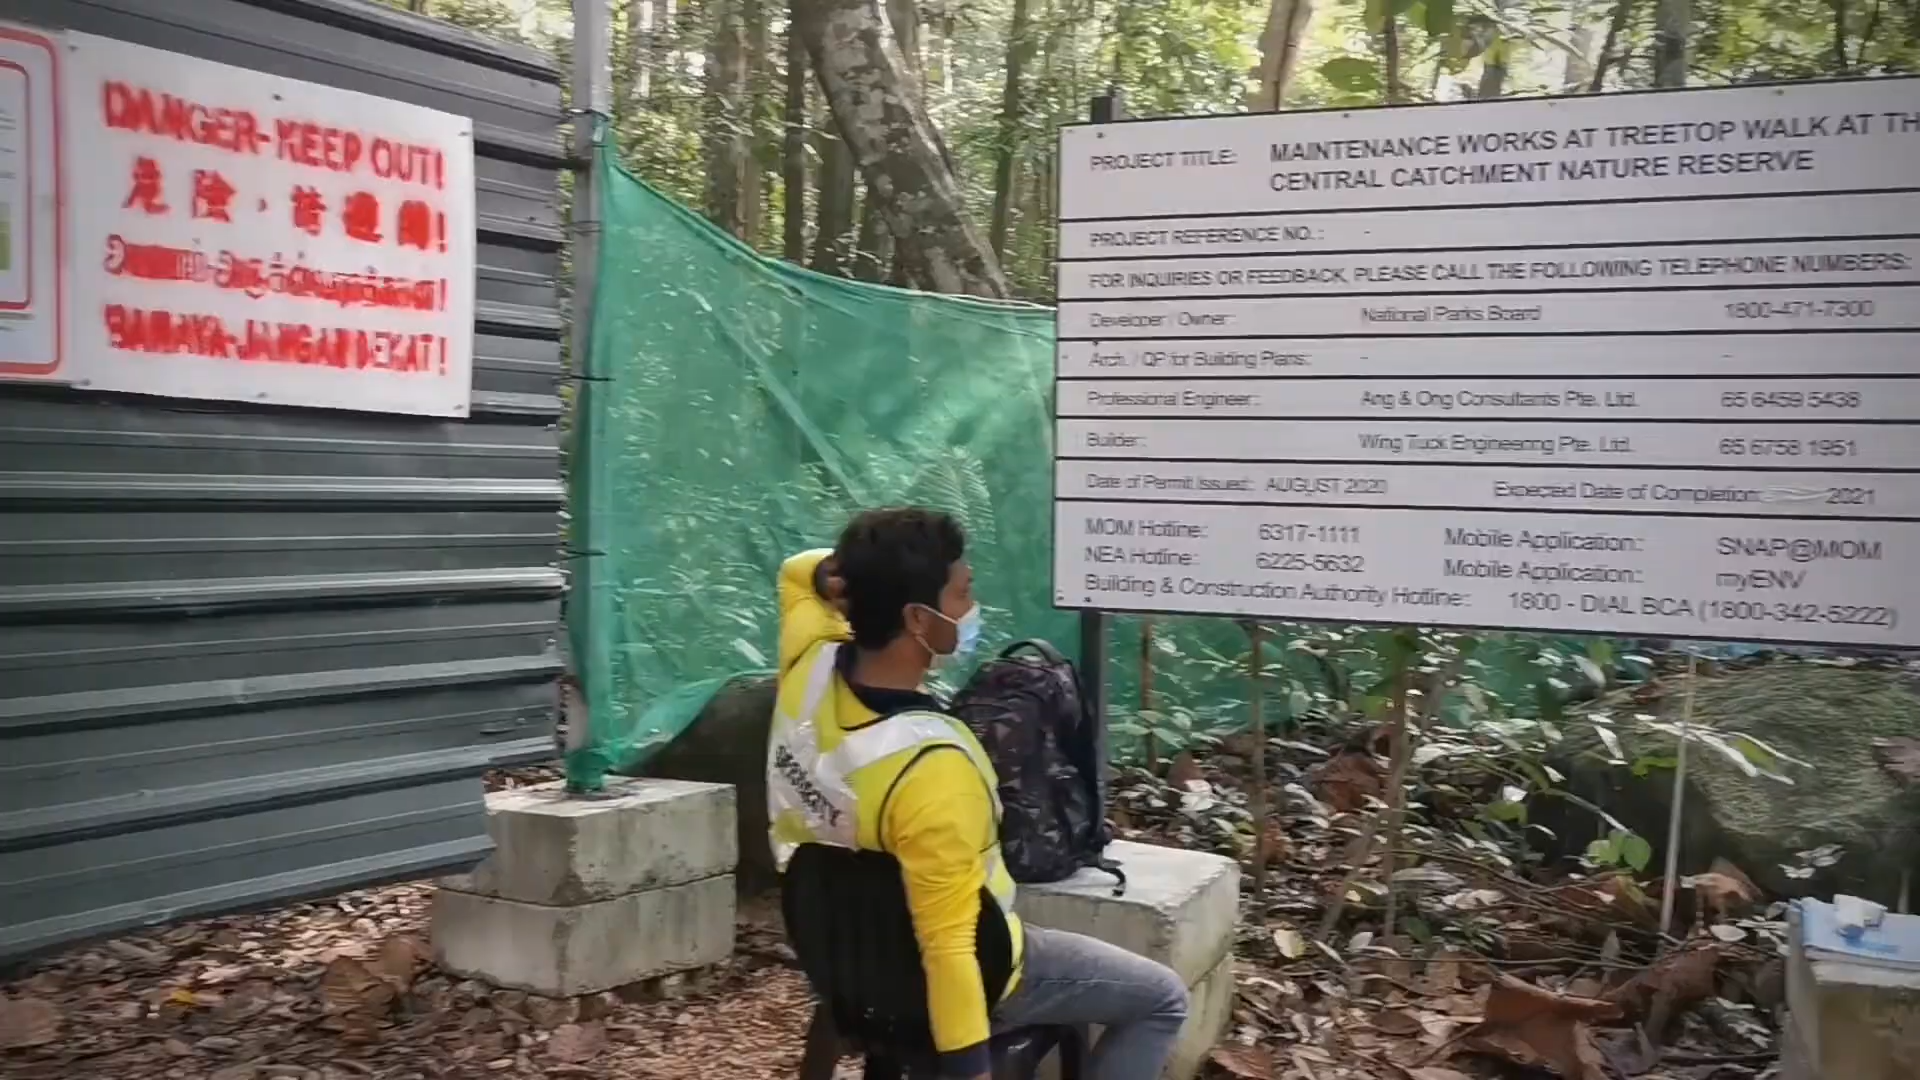 DANGER-KEEP OUT!
危險,
!
BAHAYA-JANGAN DEKAT!
PROJECT TITLE: MAINTENANCE WORKS AT TREETOP WALK AT TH
CENTRAL CATCHMENT NATURE RESERVE
PROJECT REFERENCE NO.: -
FOR INQUIRIES OR FEEDBACK, PLEASE CALL THE FOLLOWING TELEPHONE NUMBERS:
Developer / Owner: National Parks Board 1800-471-7300
Arch. / QP for Building Plans: - -
Professional Engineer: Ang & Ong Consultants Pte. Ltd. 65 6459 5438
Builder: Wing Tuck Engineering Pte. Ltd. 65 6758 1951
Date of Permit Issued: AUGUST 2020 Expected Date of Completion: 2021
MOM Hotline: 6317-1111 Mobile Application: SNAP@MOM
NEA Hotline: 6225-5632 Mobile Application: myENV
Building & Construction Authority Hotline: 1800 - DIAL BCA (1800-342-5222)
SECURITY